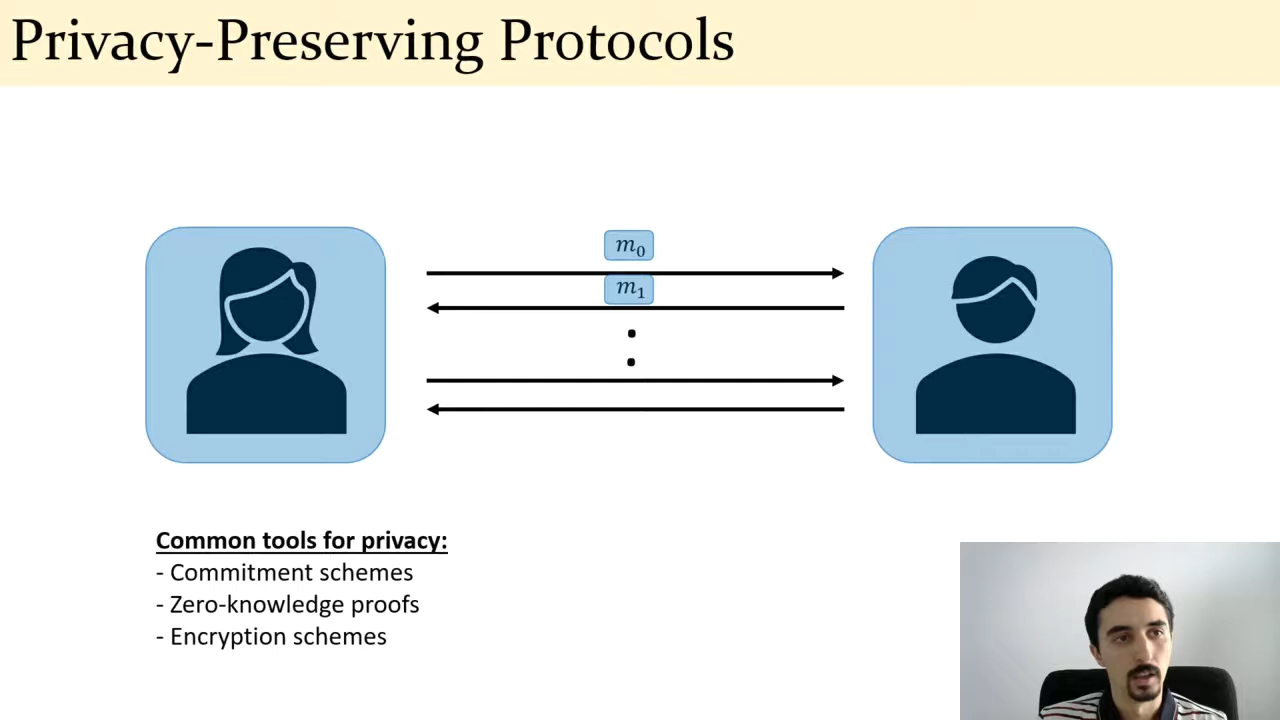 Privacy-Preserving Protocols
m₀
m₁
Common tools for privacy:
- Commitment schemes
- Zero-knowledge proofs
- Encryption schemes